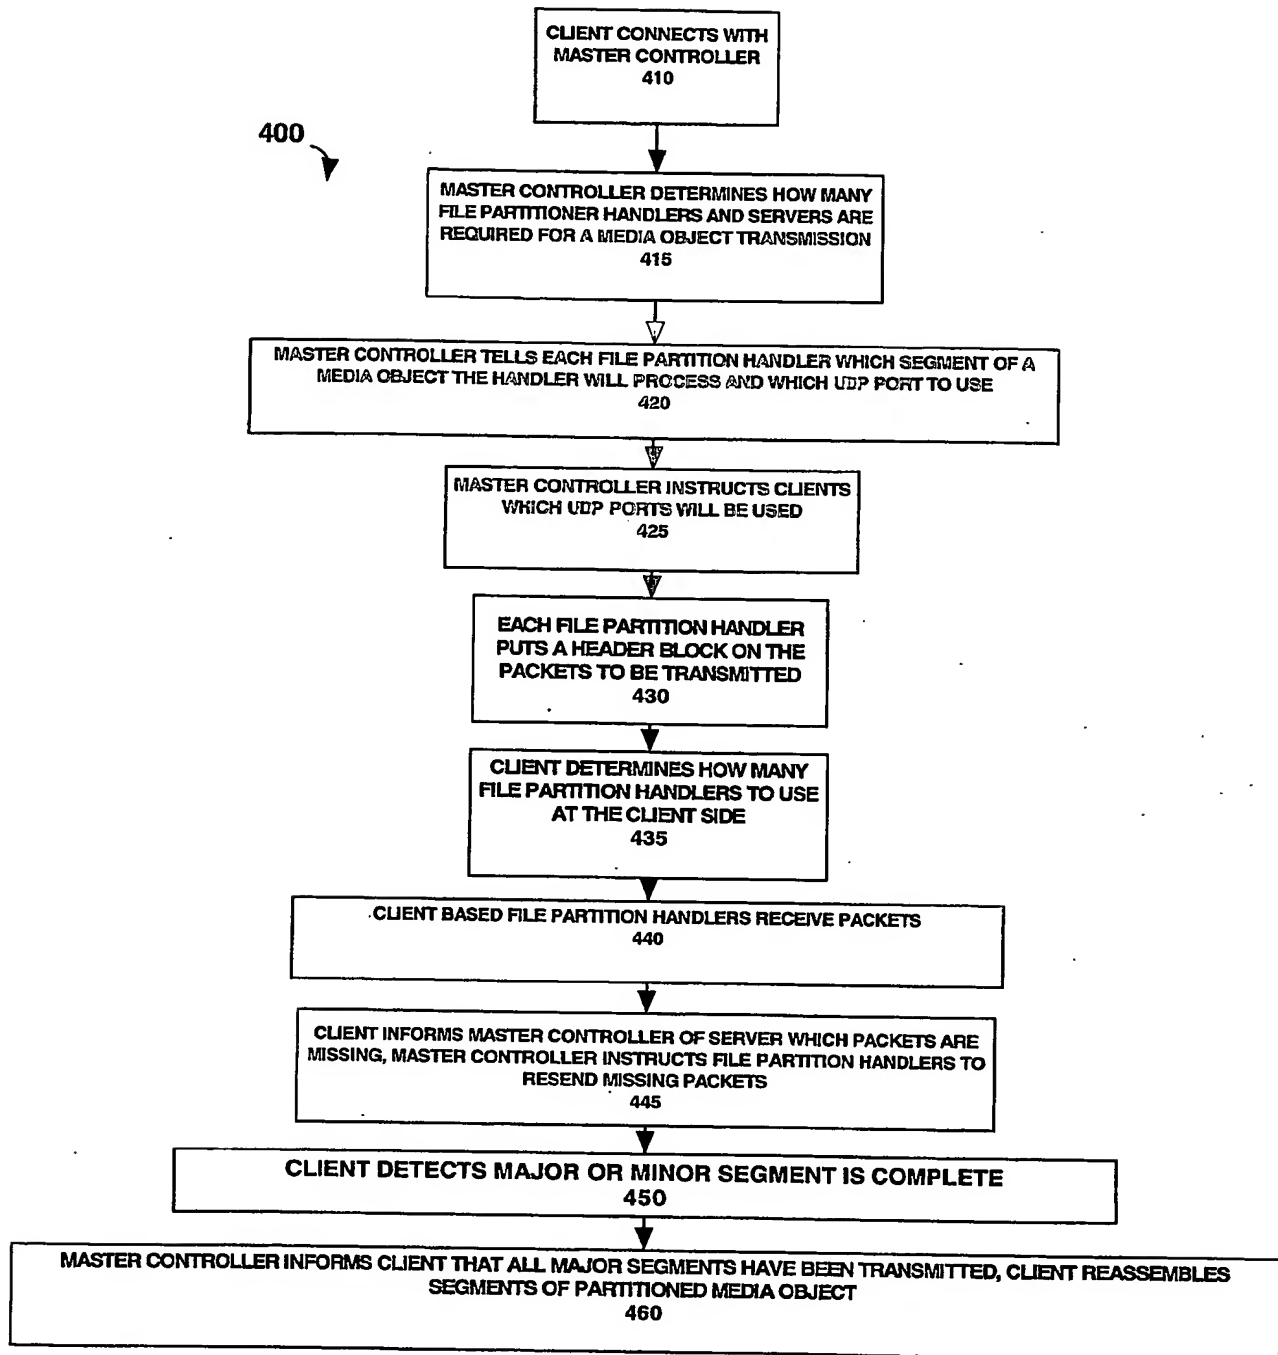 CLIENT CONNECTS WITH
MASTER CONTROLLER
410
400
MASTER CONTROLLER DETERMINES HOW MANY
FILE PARTITIONER HANDLERS AND SERVERS ARE
REQUIRED FOR A MEDIA OBJECT TRANSMISSION
415
MASTER CONTROLLER TELLS EACH FILE PARTITION HANDLER WHICH SEGMENT OF A
MEDIA OBJECT THE HANDLER WILL PROCESS AND WHICH UDP PORT TO USE
420
MASTER CONTROLLER INSTRUCTS CLIENTS
WHICH UDP PORTS WILL BE USED
425
EACH FILE PARTITION HANDLER
PUTS A HEADER BLOCK ON THE
PACKETS TO BE TRANSMITTED
430
CLIENT DETERMINES HOW MANY
FILE PARTITION HANDLERS TO USE
AT THE CLIENT SIDE
435
CLIENT BASED FILE PARTITION HANDLERS RECEIVE PACKETS
440
CLIENT INFORMS MASTER CONTROLLER OF SERVER WHICH PACKETS ARE
MISSING, MASTER CONTROLLER INSTRUCTS FILE PARTITION HANDLERS TO
RESEND MISSING PACKETS
445
CLIENT DETECTS MAJOR OR MINOR SEGMENT IS COMPLETE
450
MASTER CONTROLLER INFORMS CLIENT THAT ALL MAJOR SEGMENTS HAVE BEEN TRANSMITTED, CLIENT REASSEMBLES
SEGMENTS OF PARTITIONED MEDIA OBJECT
460